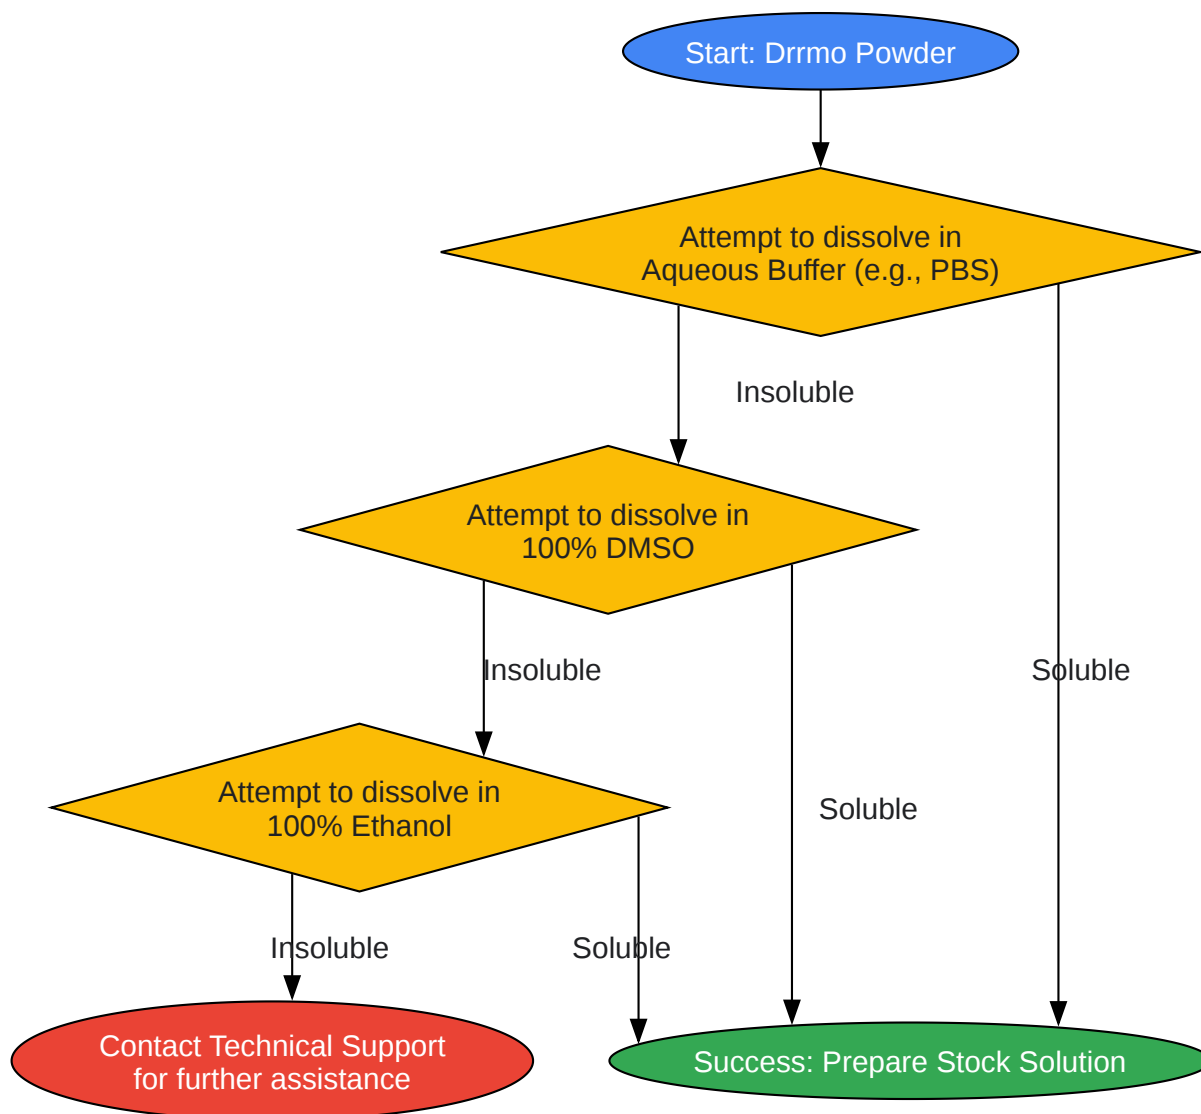 Start: Drrmo Powder
Attempt to dissolve in
Aqueous Buffer (e.g., PBS)
Insoluble
Attempt to dissolve in
100% DMSO
Insoluble
Soluble
Attempt to dissolve in
100% Ethanol
Soluble
Insoluble
Soluble
Contact Technical Support
for further assistance
Success: Prepare Stock Solution